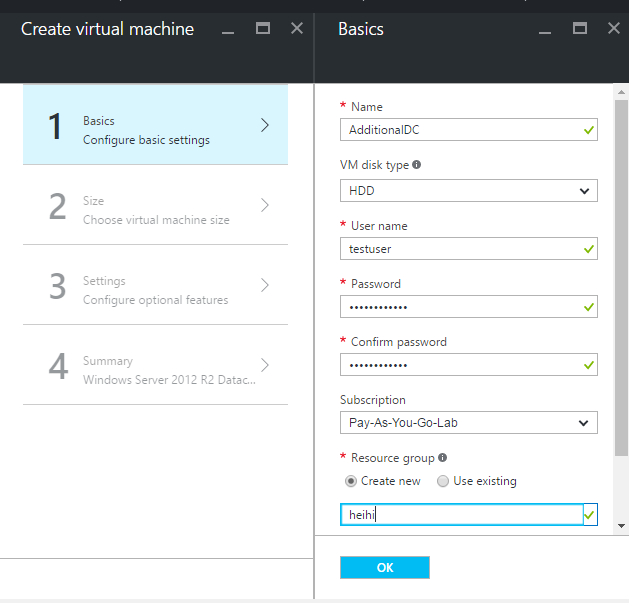 Create virtual machine
Basics
1
Basics
Configure basic settings
2
Size
Choose virtual machine size
3
Settings
Configure optional features
4
Summary
Windows Server 2012 R2 Datac...
* Name
AdditionalDC
VM disk type
HDD
* User name
testuser
* Password
••••••••••••
* Confirm password
••••••••••••
Subscription
Pay-As-You-Go-Lab
* Resource group
Create new Use existing
heihi
OK